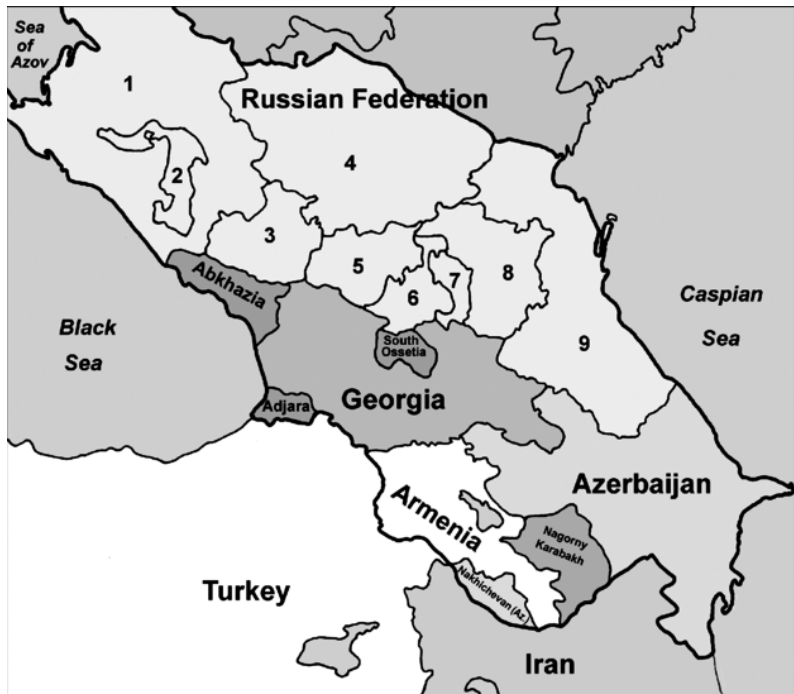 Sea
of
Azov
1
Russian Federation
4
2
3
5
6
7
8
9
Abkhazia
Caspian
Sea
Black
Sea
South
Ossetia
Adjara
Georgia
Azerbaijan
Armenia
Nagorny
Karabakh
Nakhichevan (Az.)
Turkey
Iran